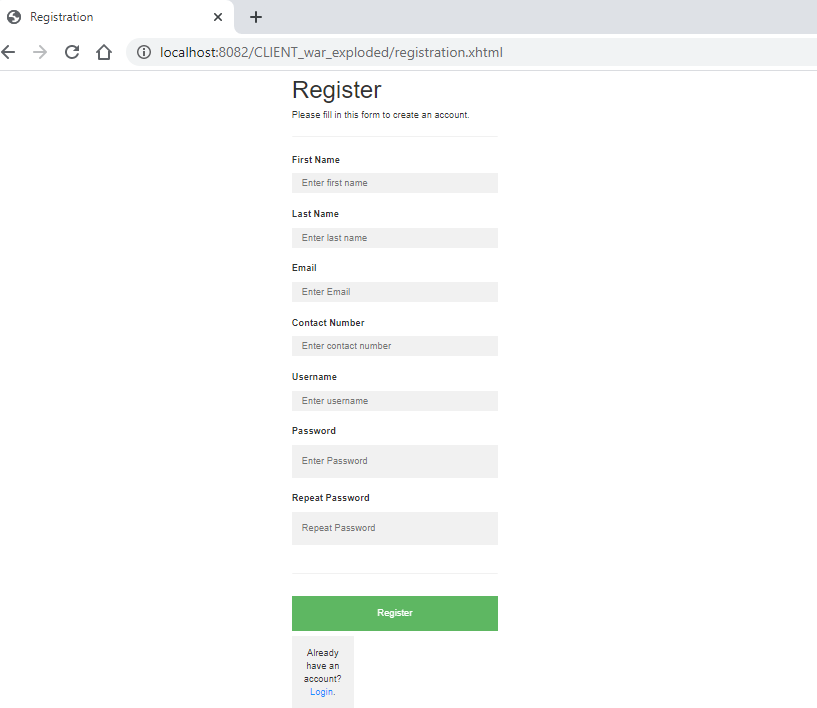 Registration
localhost:8082/CLIENT_war_exploded/registration.xhtml
Register
Please fill in this form to create an account.
First Name
Enter first name
Last Name
Enter last name
Email
Enter Email
Contact Number
Enter contact number
Username
Enter username
Password
Enter Password
Repeat Password
Repeat Password
Register
Already
have an
account?
Login.